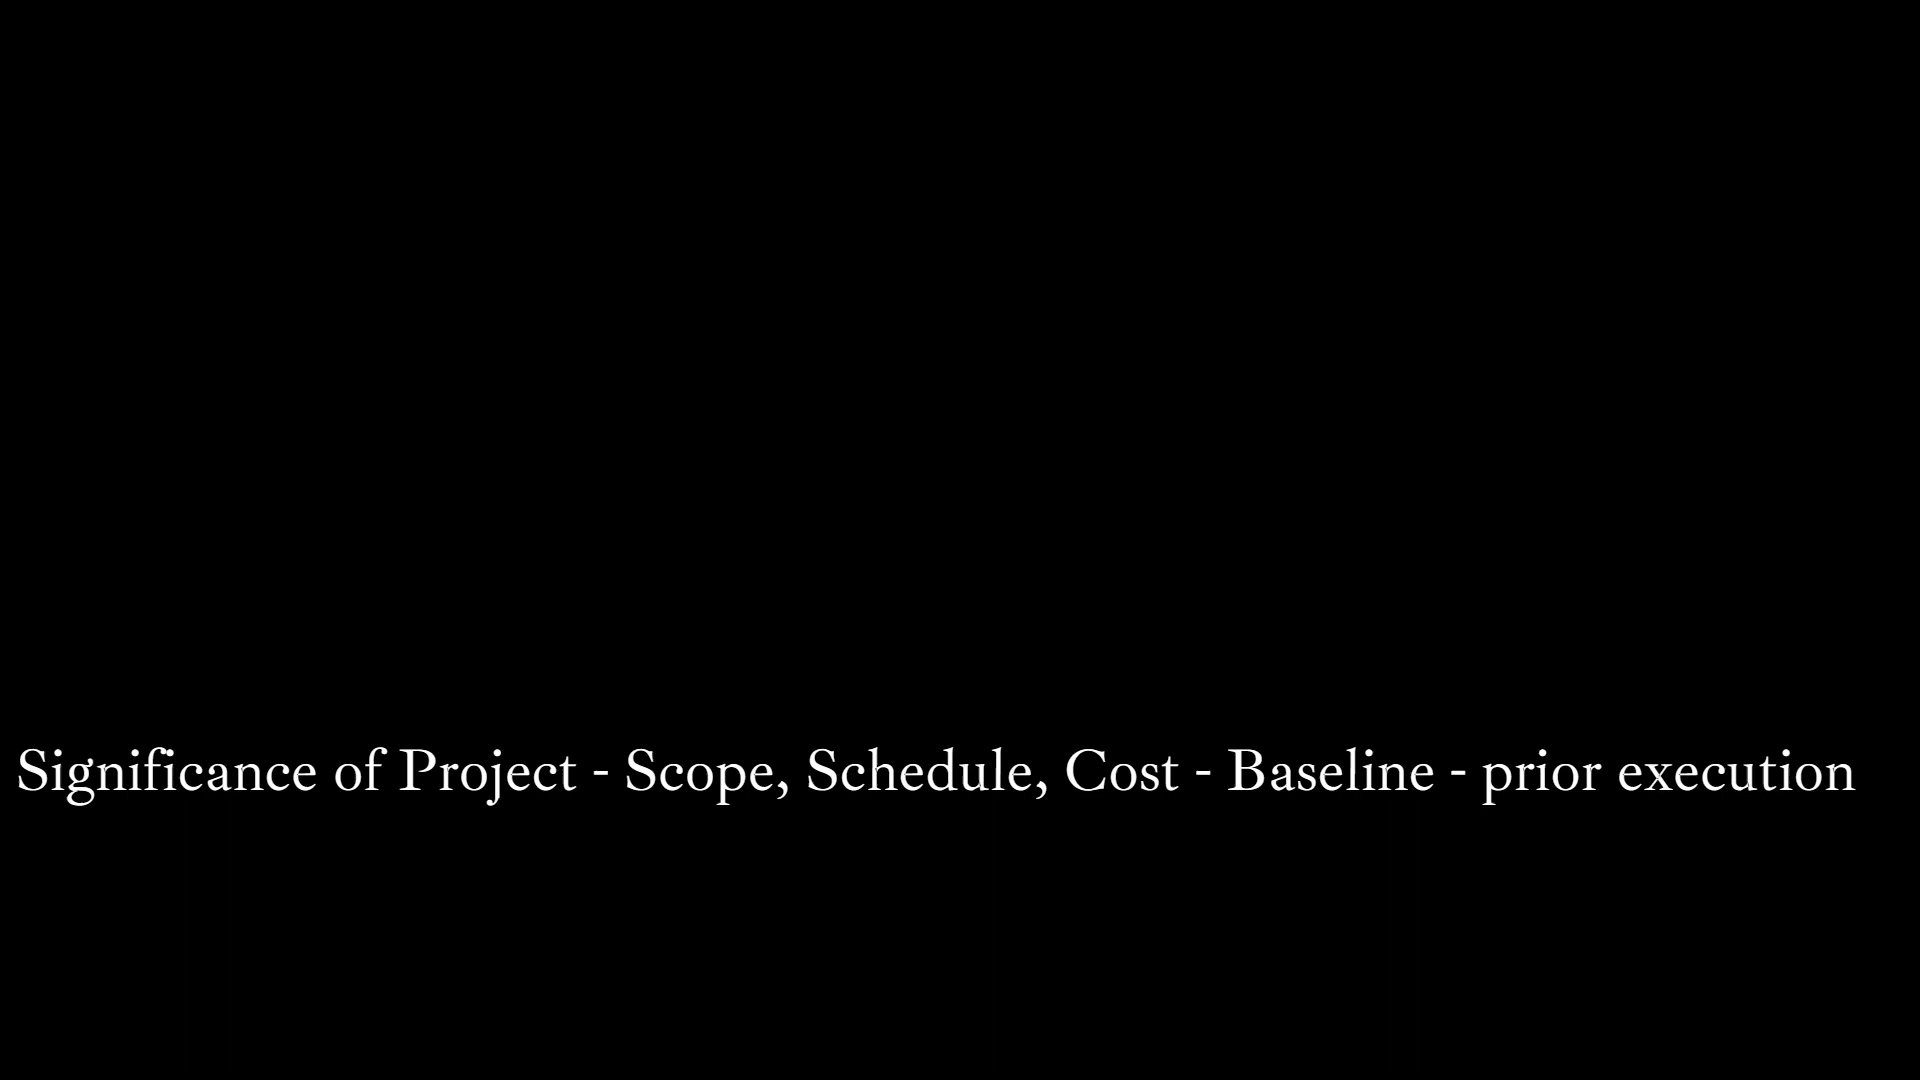 Significance of Project - Scope, Schedule, Cost - Baseline - prior execution